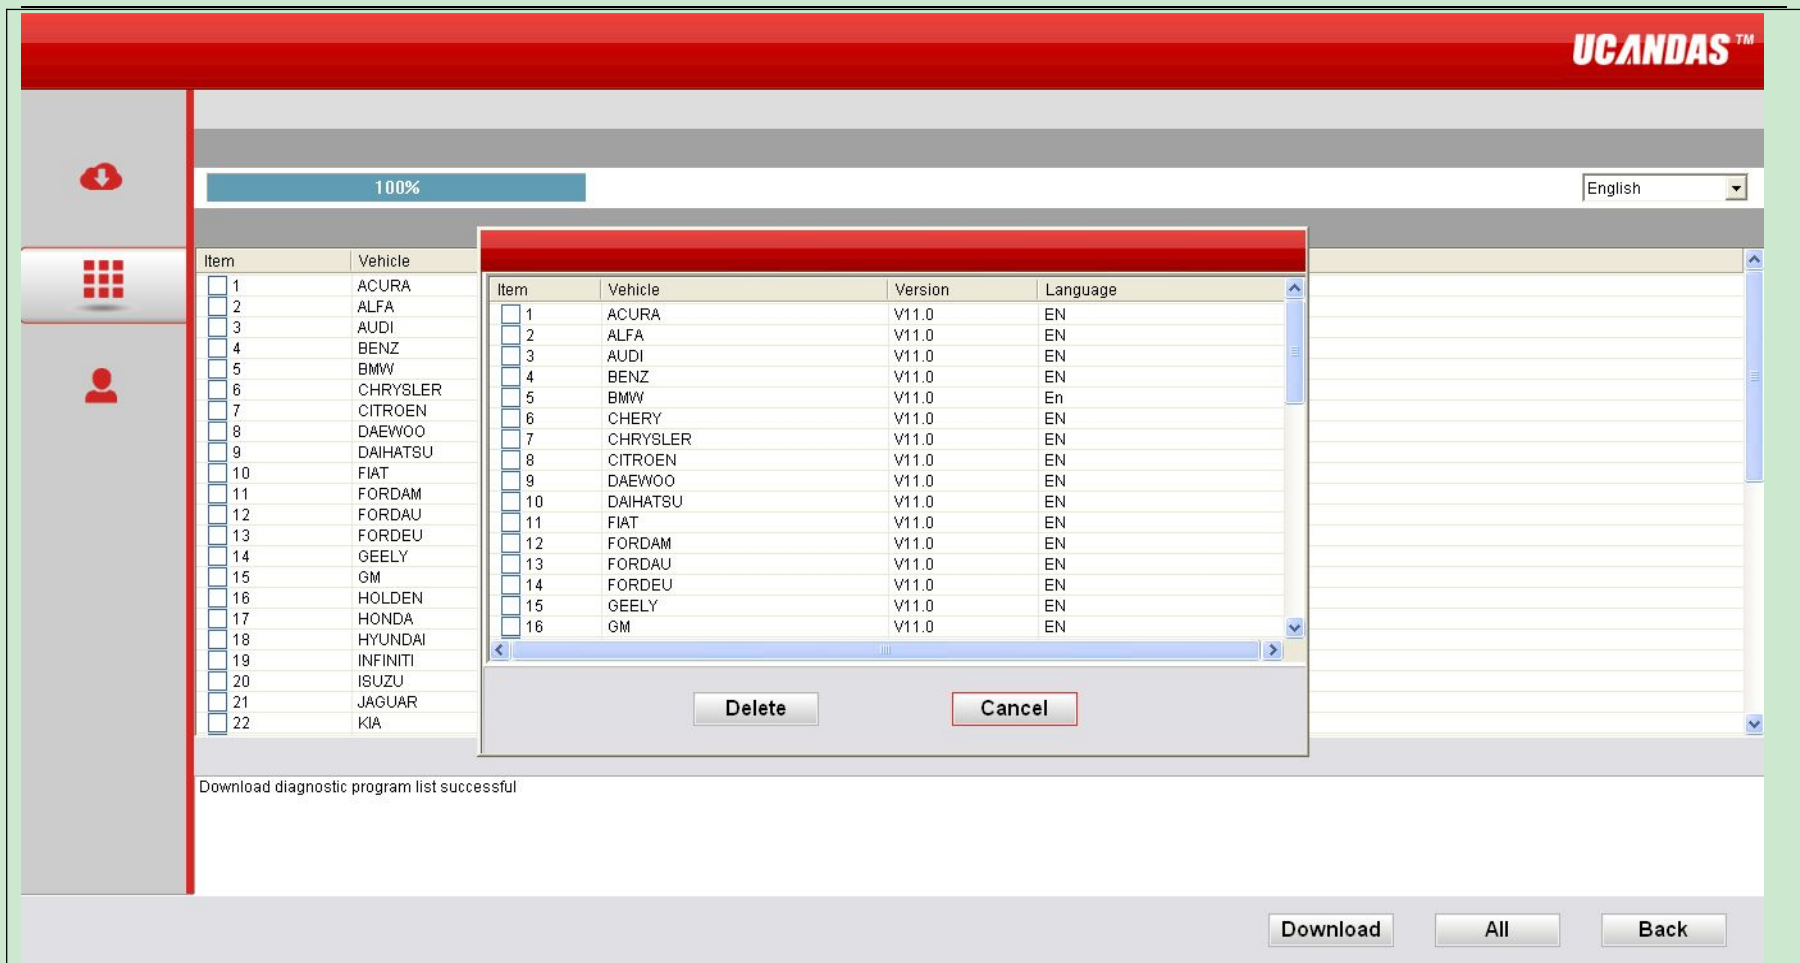 UCANDAS™
100%
English
Item Vehicle
1 ACURA
2 ALFA
3 AUDI
4 BENZ
5 BMW
6 CHRYSLER
7 CITROEN
8 DAEWOO
9 DAIHATSU
10 FIAT
11 FORDAM
12 FORDAU
13 FORDEU
14 GEELY
15 GM
16 HOLDEN
17 HONDA
18 HYUNDAI
19 INFINITI
20 ISUZU
21 JAGUAR
22 KIA
Item Vehicle Version Language
1 ACURA V11.0 EN
2 ALFA V11.0 EN
3 AUDI V11.0 EN
4 BENZ V11.0 EN
5 BMW V11.0 En
6 CHERY V11.0 EN
7 CHRYSLER V11.0 EN
8 CITROEN V11.0 EN
9 DAEWOO V11.0 EN
10 DAIHATSU V11.0 EN
11 FIAT V11.0 EN
12 FORDAM V11.0 EN
13 FORDAU V11.0 EN
14 FORDEU V11.0 EN
15 GEELY V11.0 EN
16 GM V11.0 EN
Delete Cancel
Download diagnostic program list successful
Download All Back